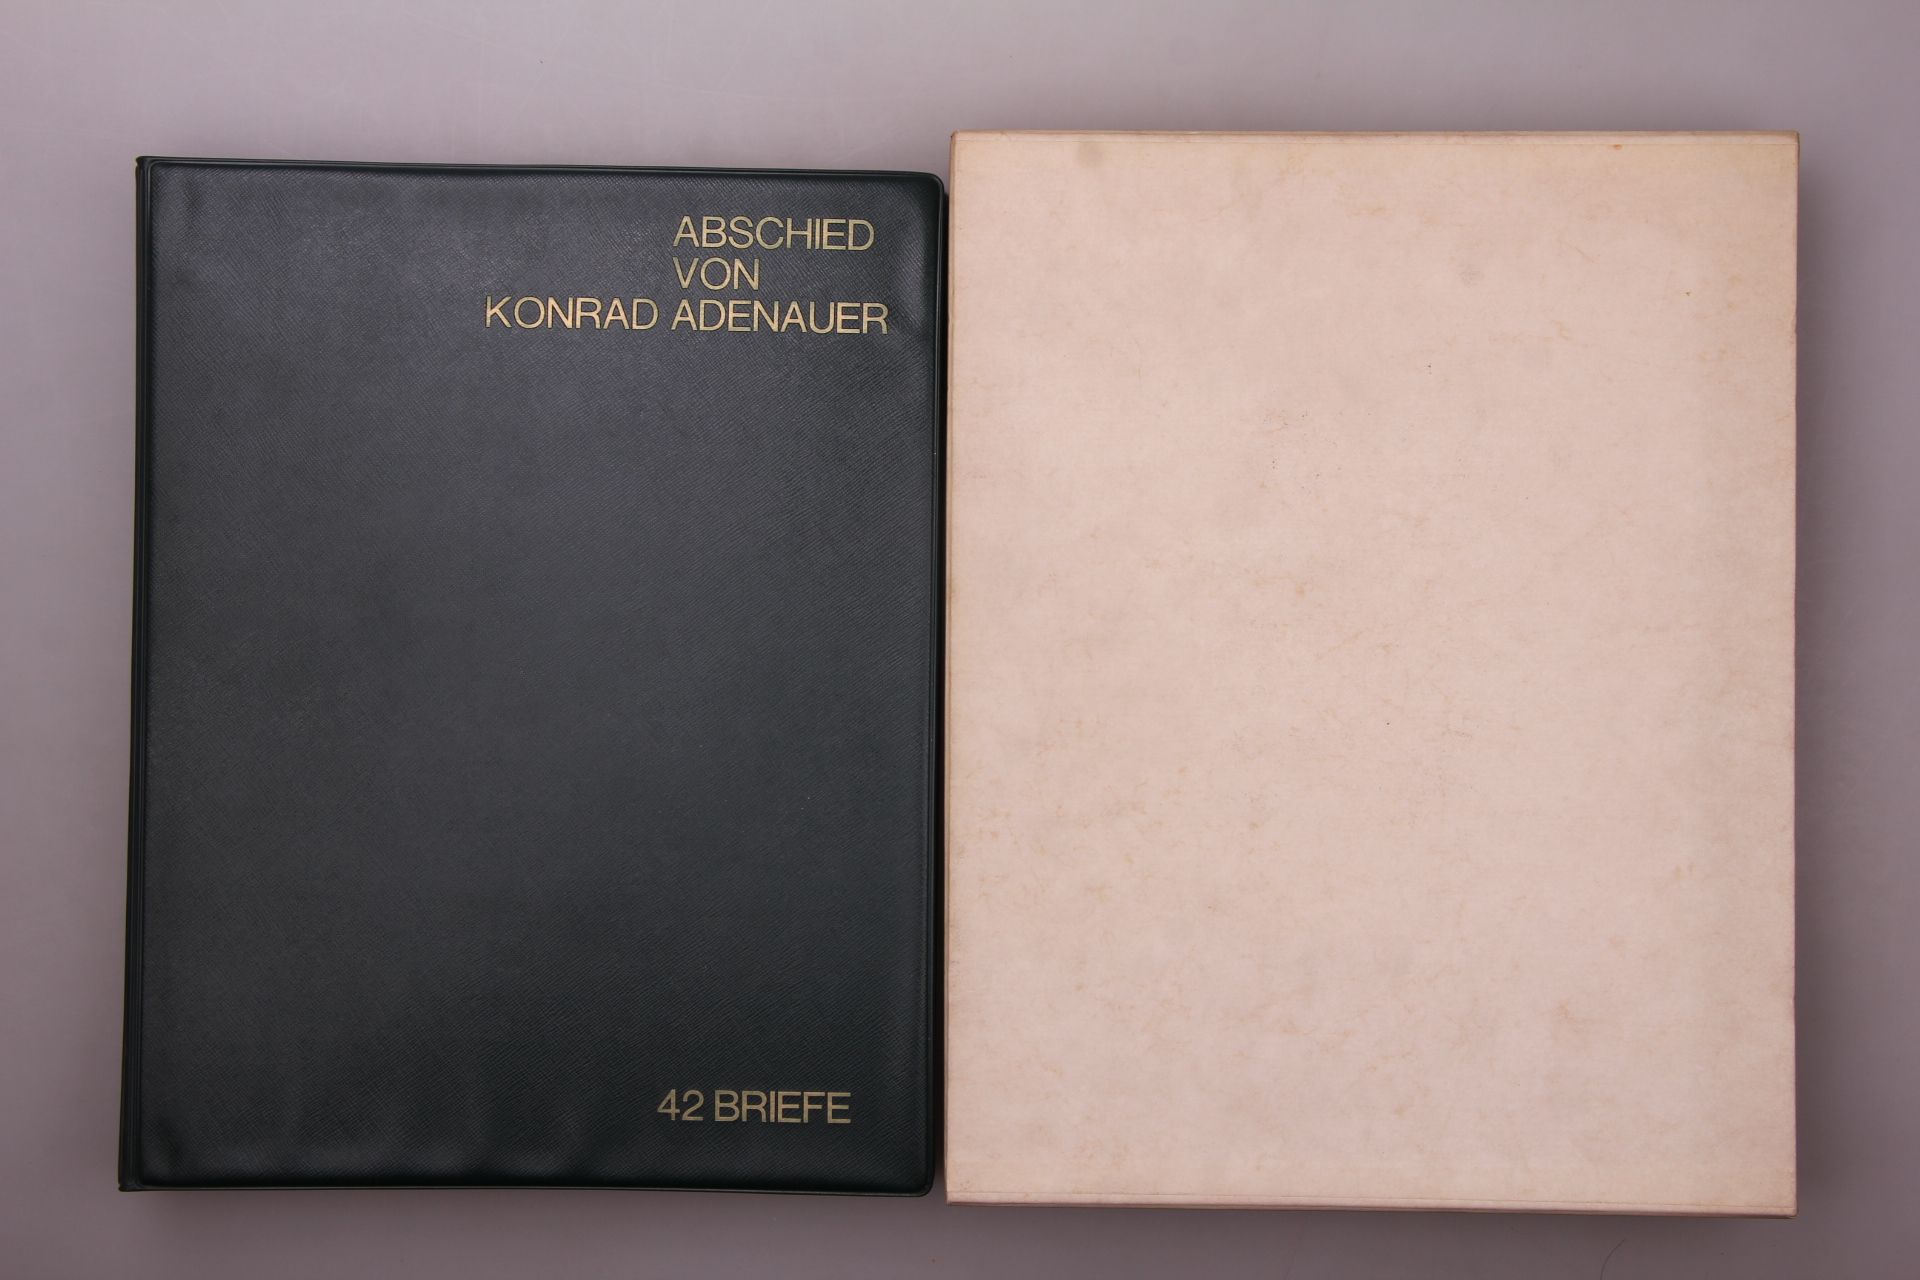 ABSCHIED
VON
KONRAD ADENAUER
42 BRIEFE